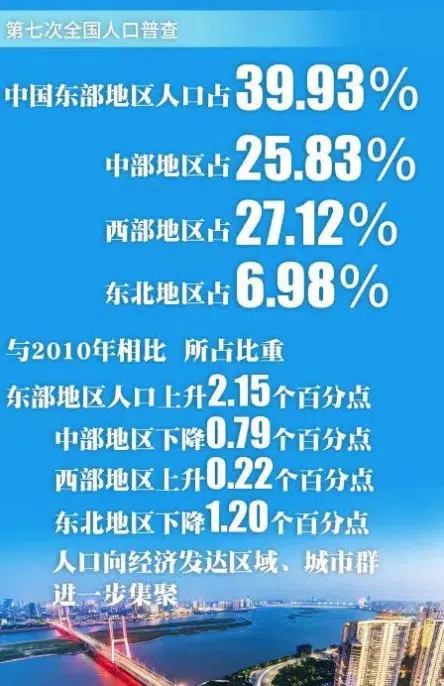 第七次全国人口普查
中国东部地区人口占39.93%
中部地区占25.83%
西部地区占27.12%
东北地区占6.98%
与2010年相比 所占比重
东部地区人口上升2.15个百分点
中部地区下降0.79个百分点
西部地区上升0.22个百分点
东北地区下降1.20个百分点
人口向经济发达区域、城市群
进一步集聚